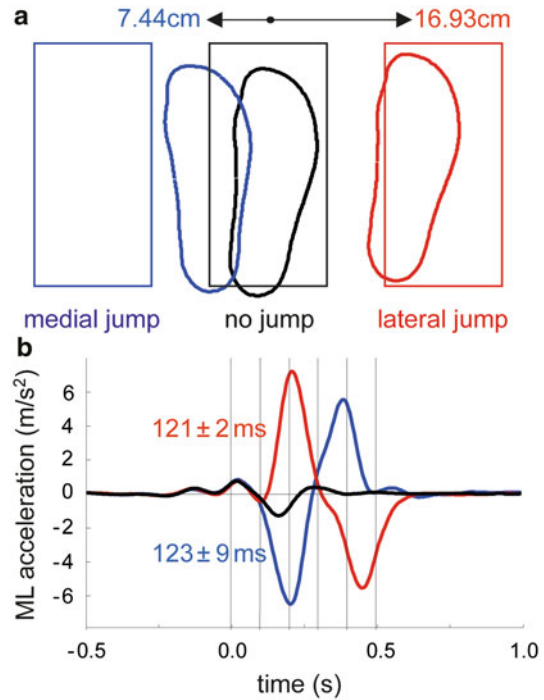 a
7.44cm 16.93cm
medial jump no jump lateral jump
b
ML acceleration (m/s²)
6
4
2
0
-2
-4
-6
121 ± 2 ms
123 ± 9 ms
-0.5 0.0 0.5 1.0
time (s)